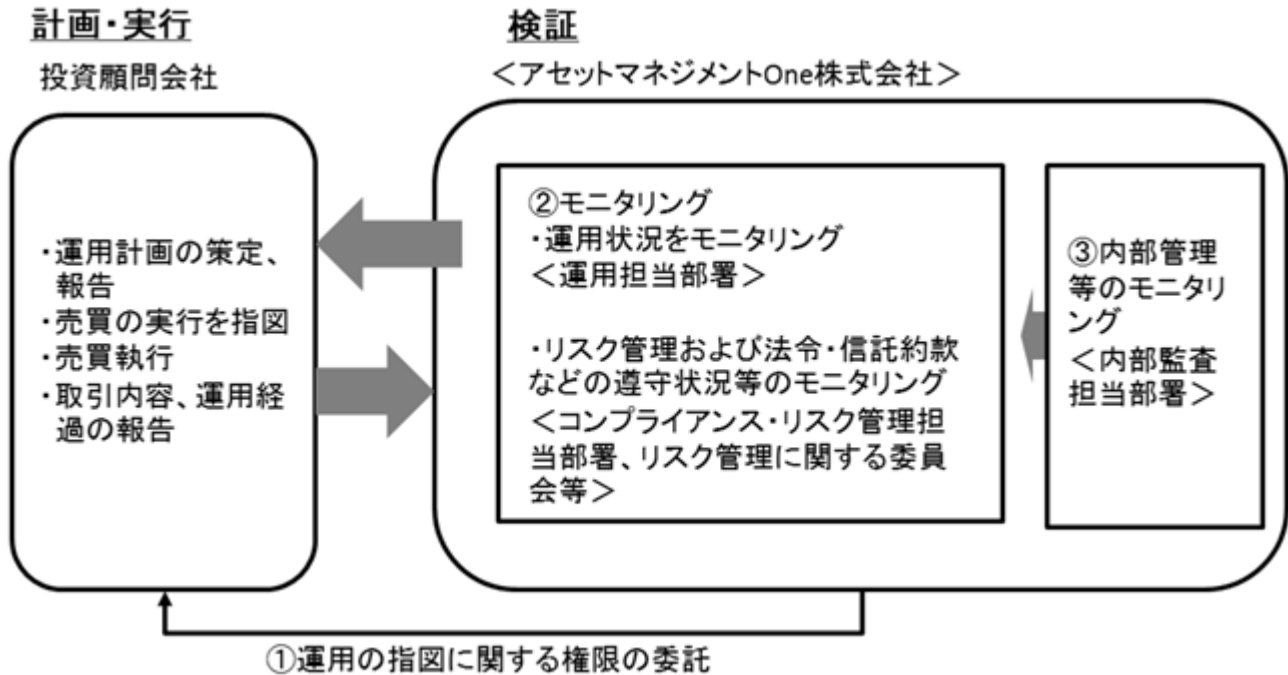 計画・実行
投資顧問会社
・運用計画の策定、
報告
・売買の実行を指図
・売買執行
・取引内容、運用経
過の報告
検証
＜アセットマネジメントOne株式会社＞
②モニタリング
・運用状況をモニタリング
＜運用担当部署＞
・リスク管理および法令・信託約款
などの遵守状況等のモニタリング
＜コンプライアンス・リスク管理担
当部署、リスク管理に関する委員
会等＞
③内部管理
等のモニタリ
ング
＜内部監査
担当部署＞
①運用の指図に関する権限の委託